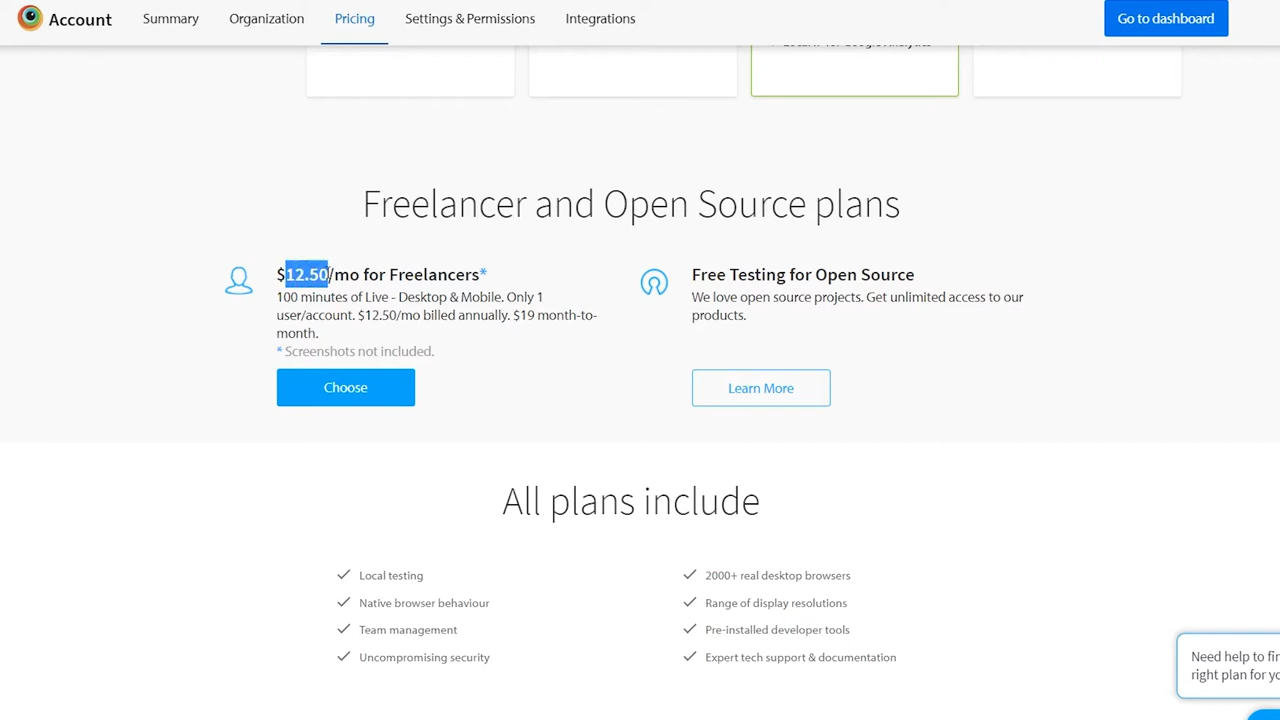 Account
Summary
Organization
Pricing
Settings & Permissions
Integrations
Go to dashboard
Freelancer and Open Source plans
$12.50/mo for Freelancers*
100 minutes of Live - Desktop & Mobile. Only 1
user/account. $12.50/mo billed annually. $19 month-to-
month.
* Screenshots not included.
Choose
Free Testing for Open Source
We love open source projects. Get unlimited access to our
products.
Learn More
All plans include
Local testing
Native browser behaviour
Team management
Uncompromising security
2000+ real desktop browsers
Range of display resolutions
Pre-installed developer tools
Expert tech support & documentation
Need help to
right plan for